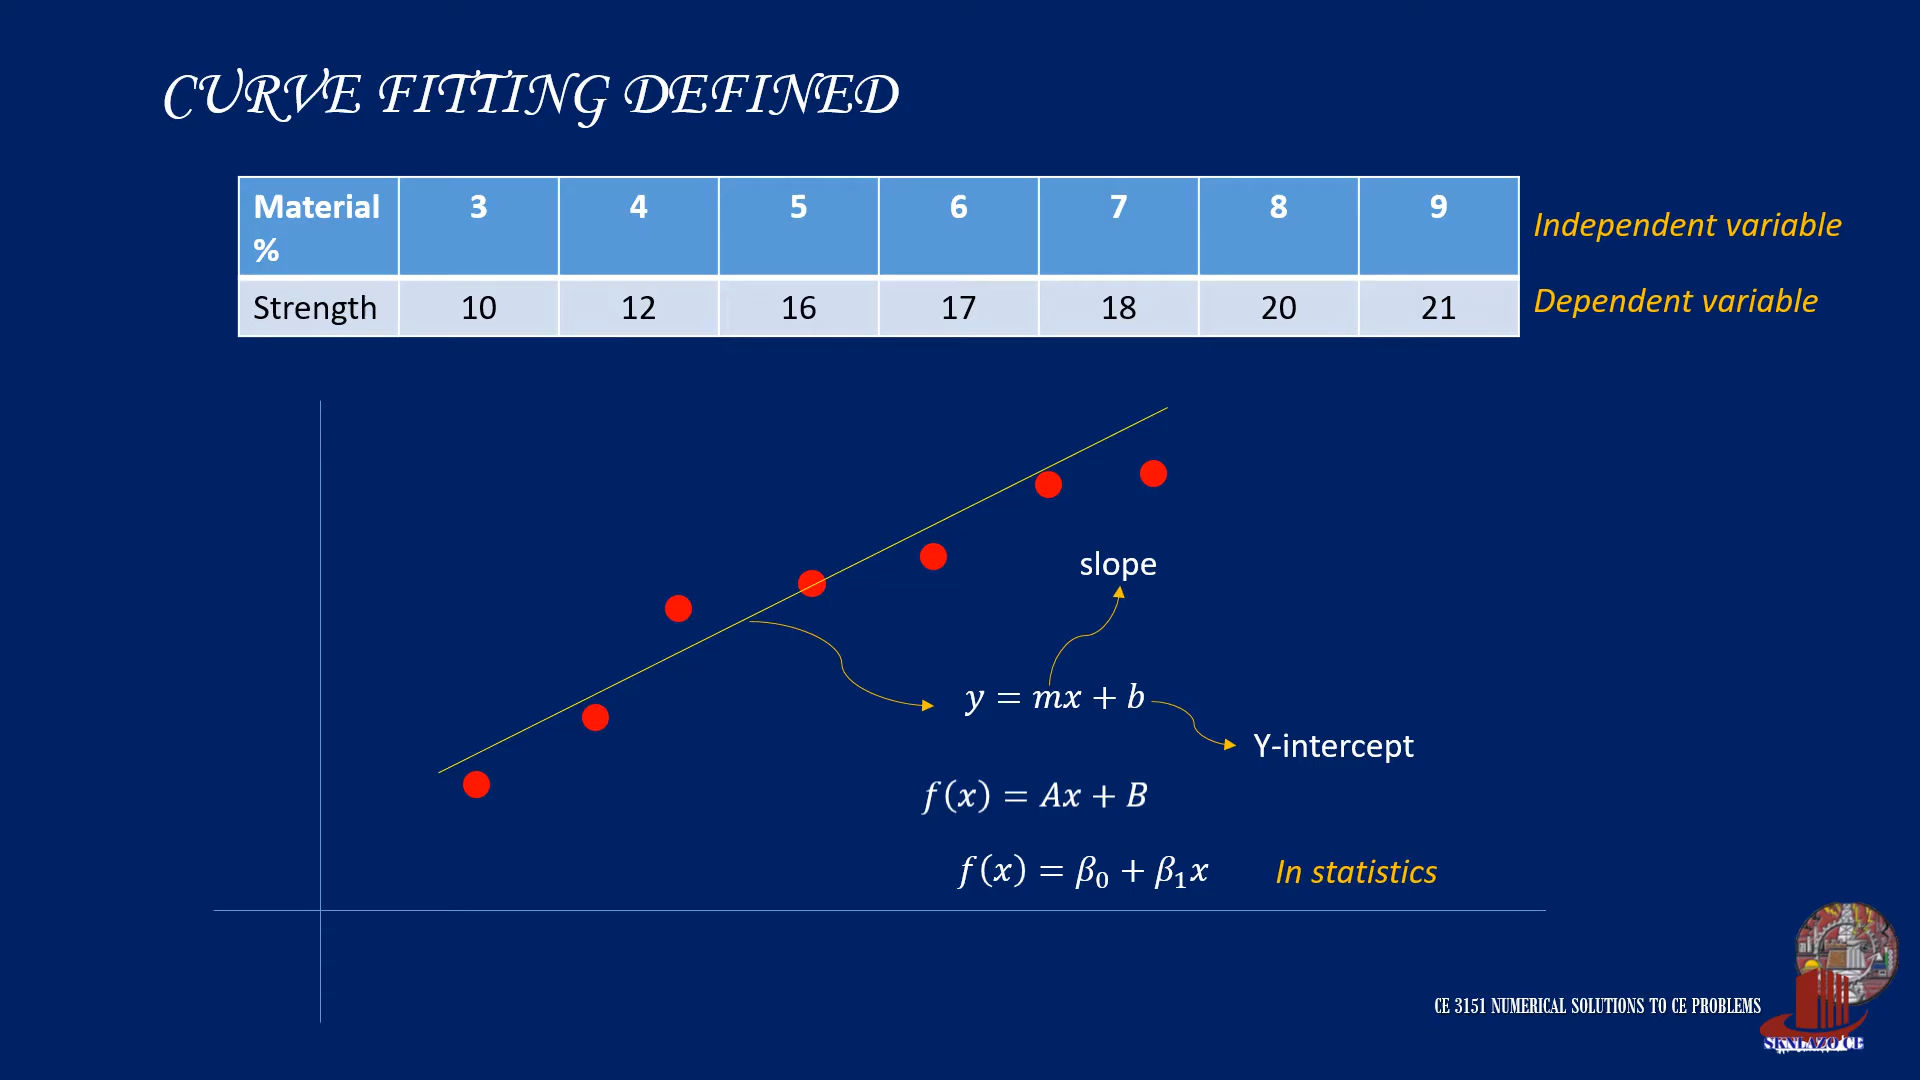 CURVE FITTING DEFINED
Material % 3 4 5 6 7 8 9
Independent variable
Strength 10 12 16 17 18 20 21
Dependent variable
slope
y = mx + b
Y-intercept
f(x) = Ax + B
f(x) = β₀ + β₁x In statistics
CE 3151 NUMERICAL SOLUTIONS TO CE PROBLEMS
SKNLAZO CE